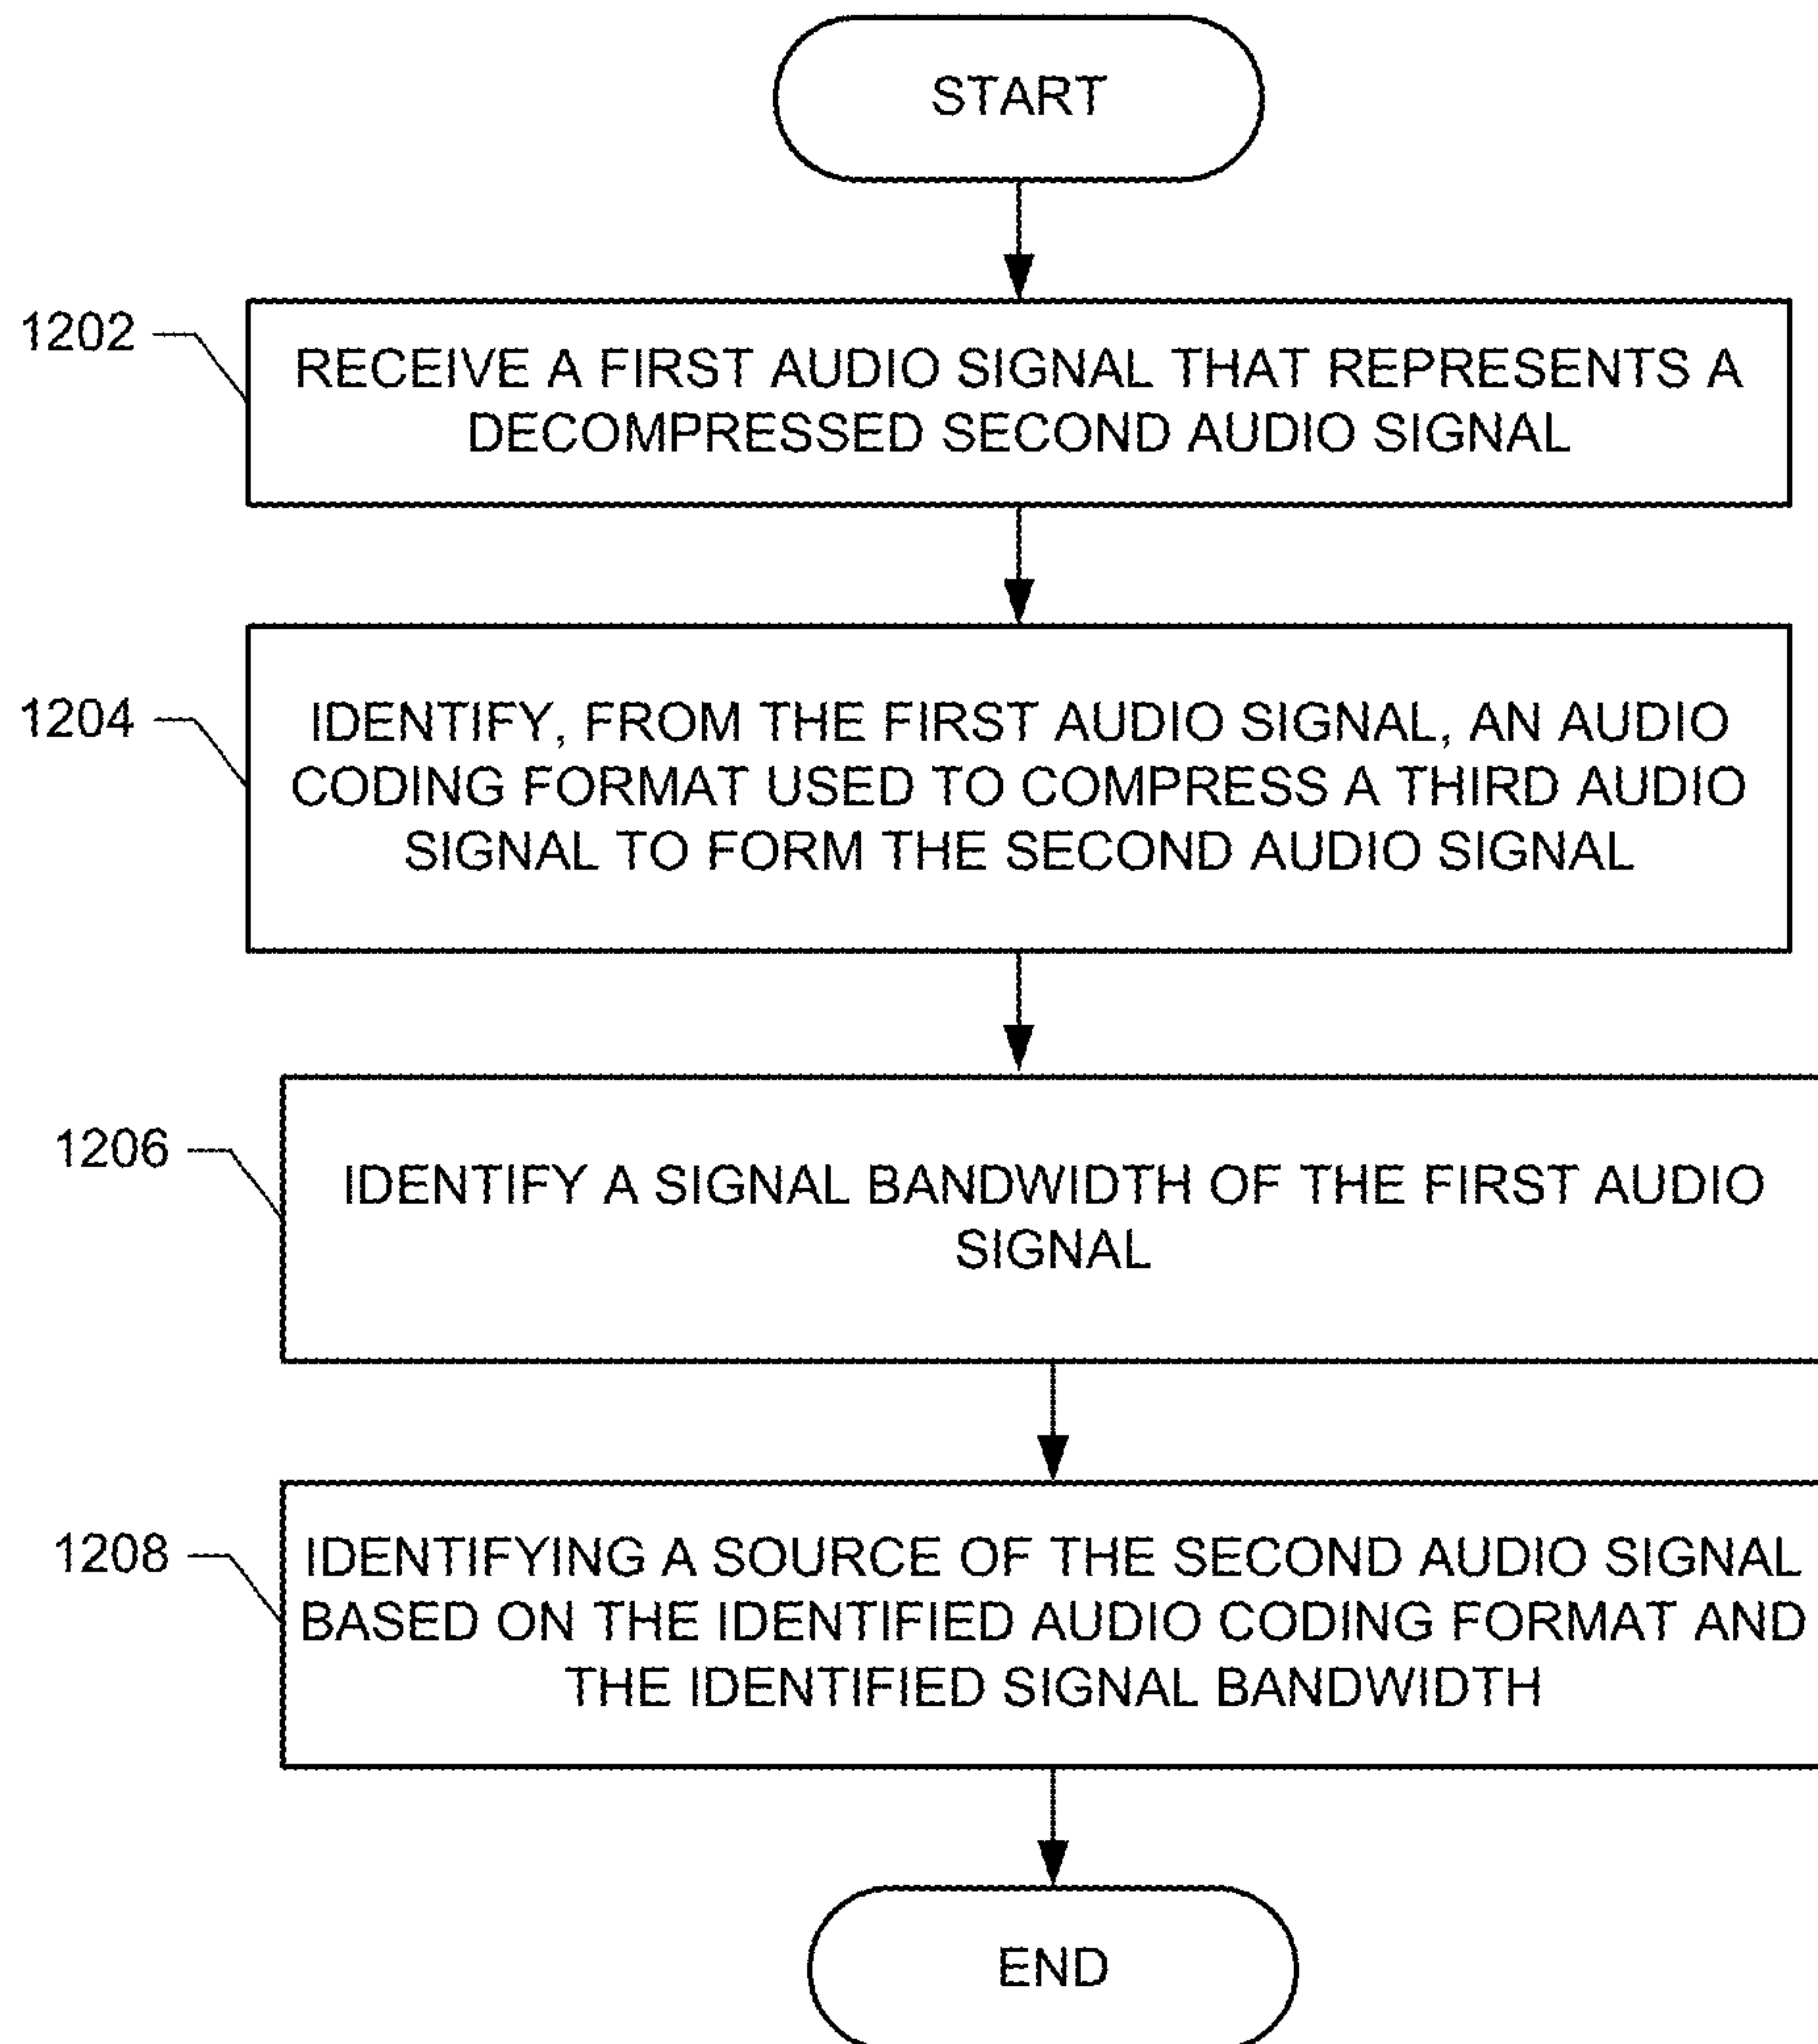 START
1202
RECEIVE A FIRST AUDIO SIGNAL THAT REPRESENTS A
DECOMPRESSED SECOND AUDIO SIGNAL
1204
IDENTIFY, FROM THE FIRST AUDIO SIGNAL, AN AUDIO
CODING FORMAT USED TO COMPRESS A THIRD AUDIO
SIGNAL TO FORM THE SECOND AUDIO SIGNAL
1206
IDENTIFY A SIGNAL BANDWIDTH OF THE FIRST AUDIO
SIGNAL
1208
IDENTIFYING A SOURCE OF THE SECOND AUDIO SIGNAL
BASED ON THE IDENTIFIED AUDIO CODING FORMAT AND
THE IDENTIFIED SIGNAL BANDWIDTH
END